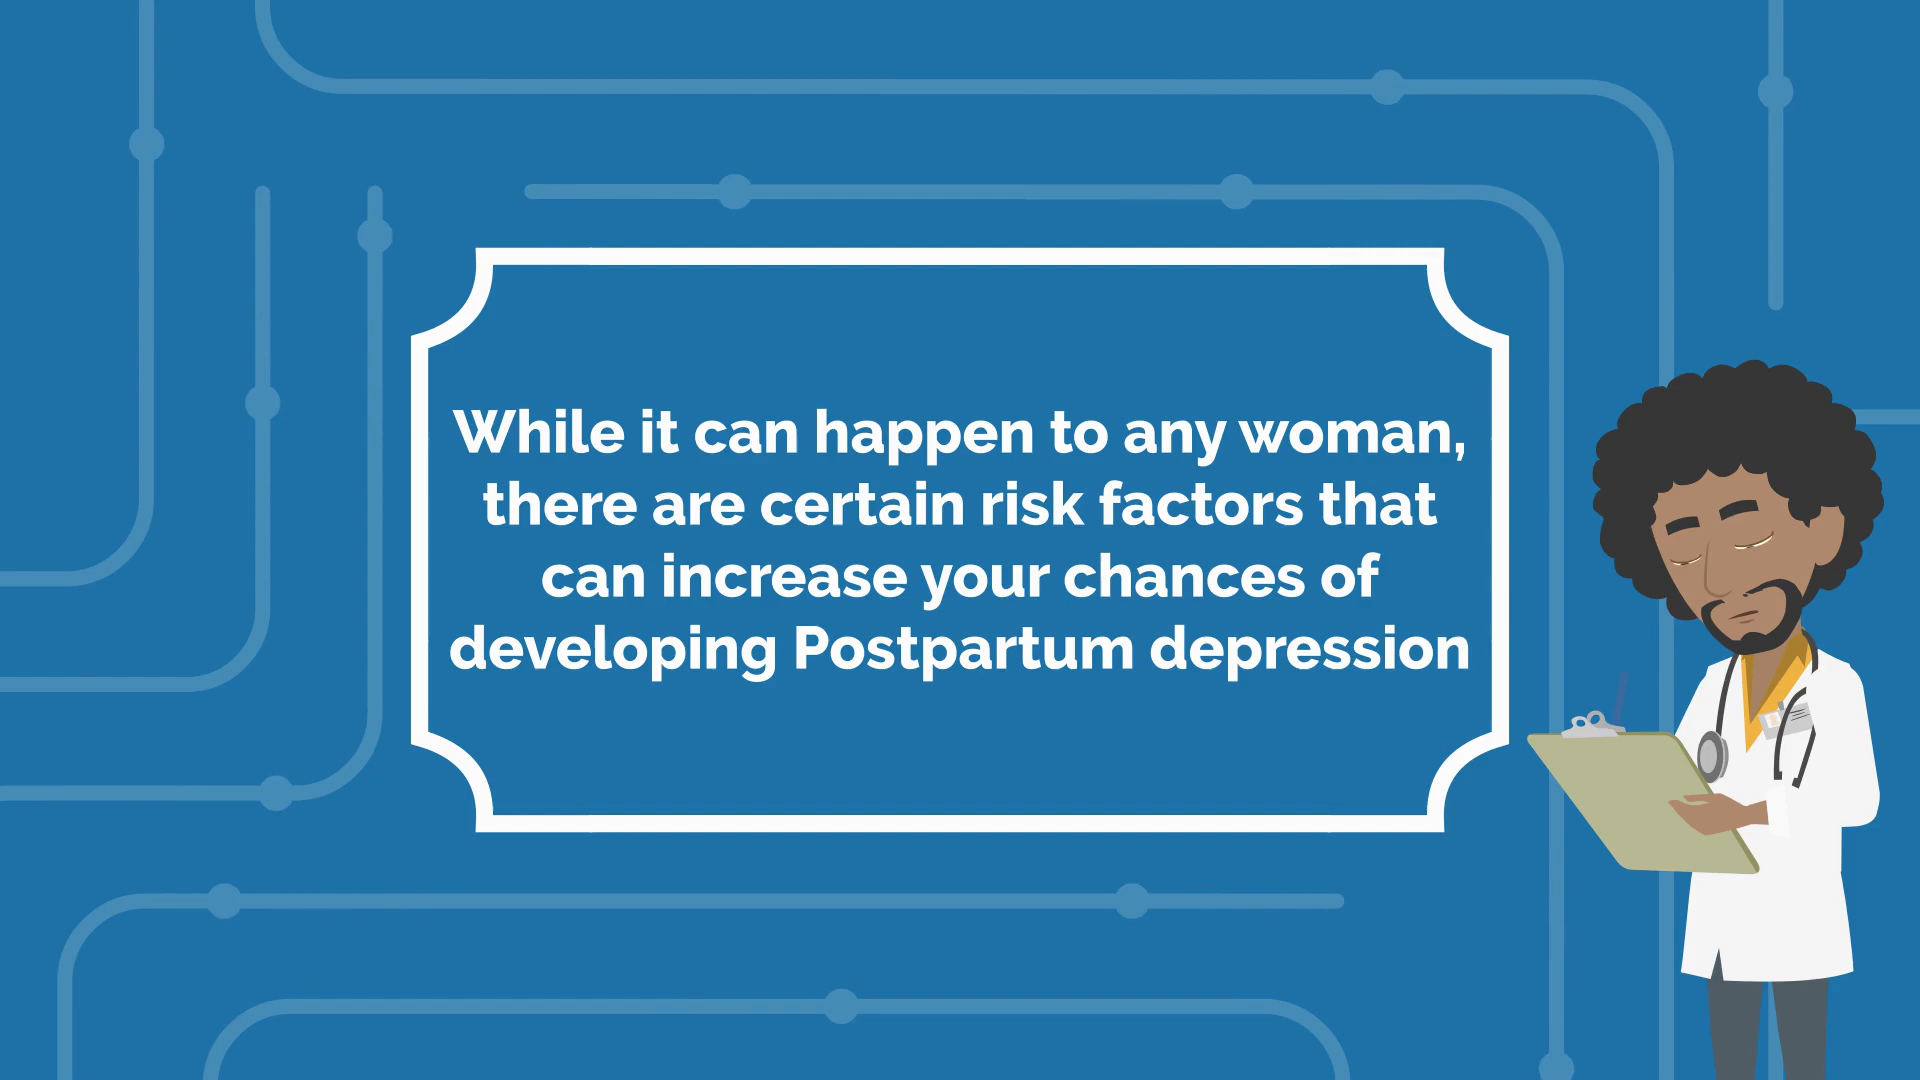 While it can happen to any woman,
there are certain risk factors that
can increase your chances of
developing Postpartum depression